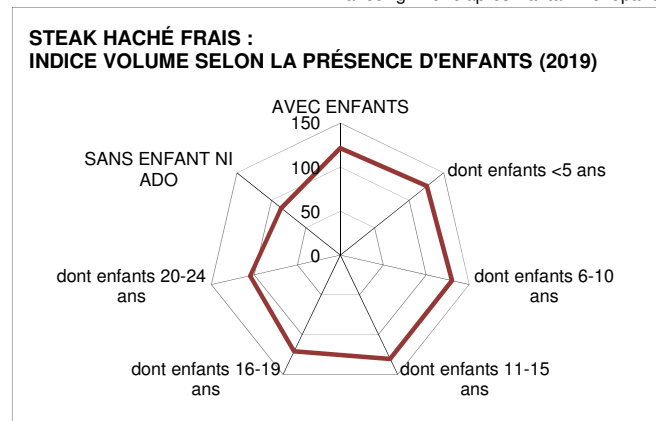 STEAK HACHÉ FRAIS :
INDICE VOLUME SELON LA PRÉSENCE D'ENFANTS (2019)
AVEC ENFANTS
150
100
50
0
dont enfants <5 ans
dont enfants 6-10
ans
dont enfants 11-15
ans
dont enfants 16-19
ans
dont enfants 20-24
ans
SANS ENFANT NI
ADO